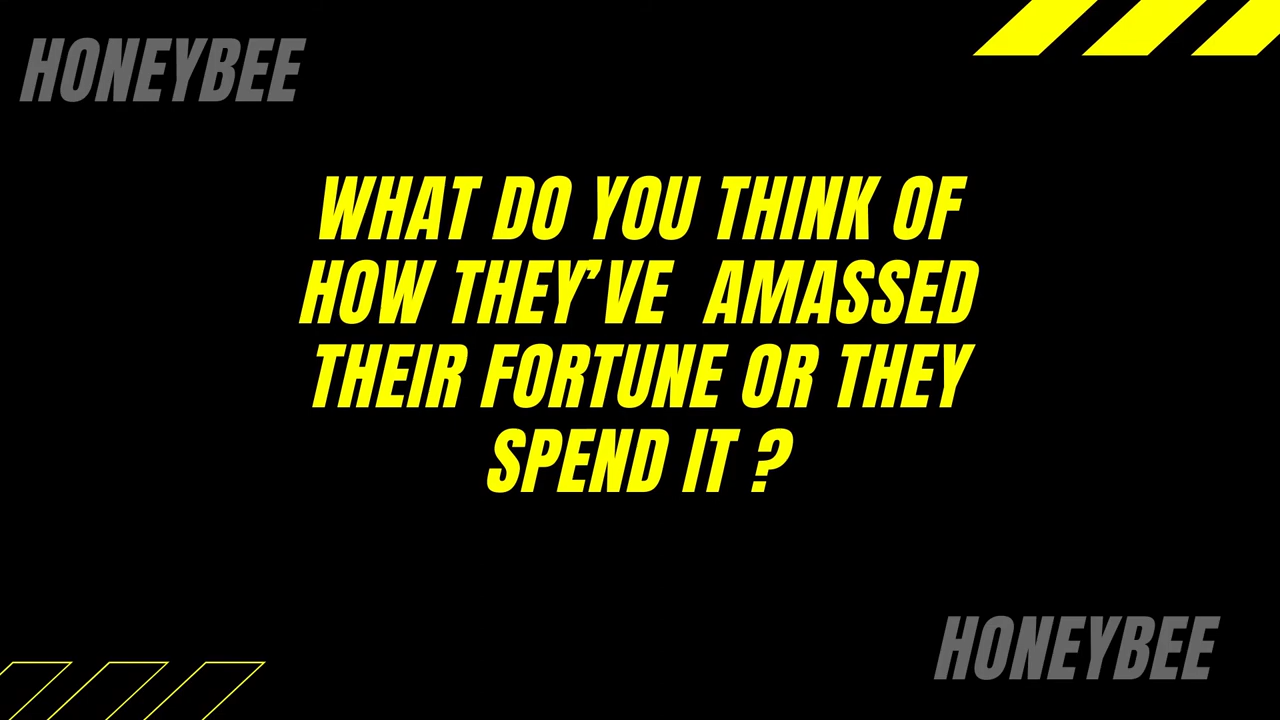 HONEYBEE
WHAT DO YOU THINK OF
HOW THEY'VE  AMASSED
THEIR FORTUNE OR THEY
SPEND IT ?
HONEYBEE